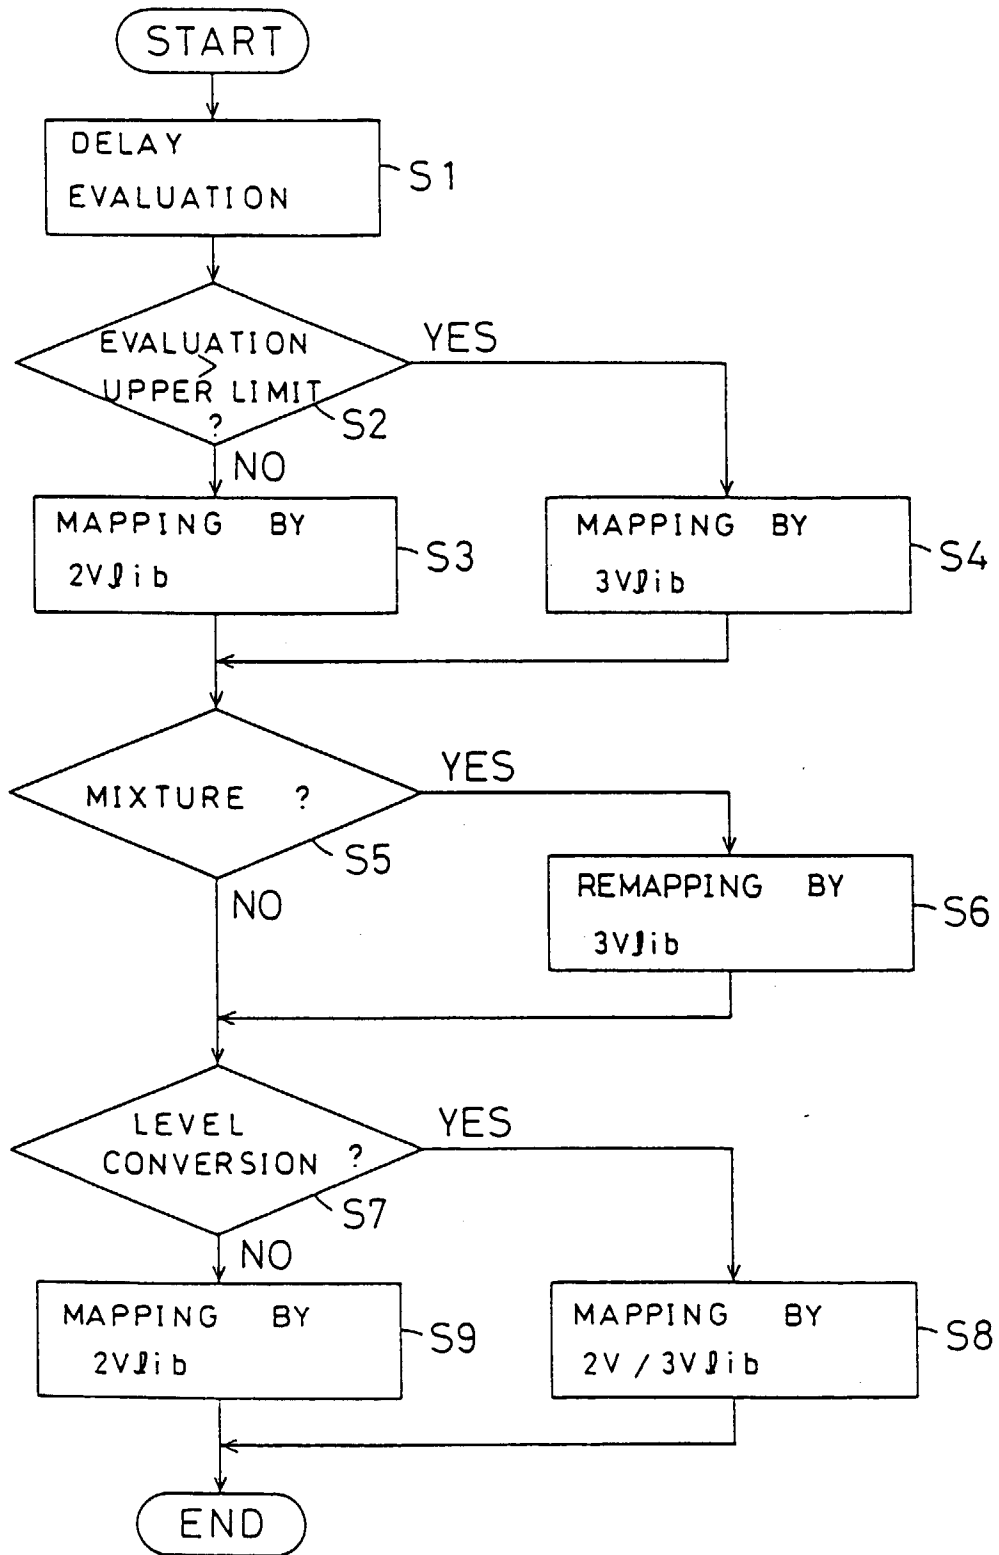 START
DELAY
EVALUATION
S1
EVALUATION
>
UPPER LIMIT
?
S2
YES
NO
MAPPING BY
2Vlib
S3
MAPPING BY
3Vlib
S4
MIXTURE ?
S5
YES
NO
REMAPPING BY
3Vlib
S6
LEVEL
CONVERSION ?
S7
YES
NO
MAPPING BY
2Vlib
S9
MAPPING BY
2V / 3Vlib
S8
END